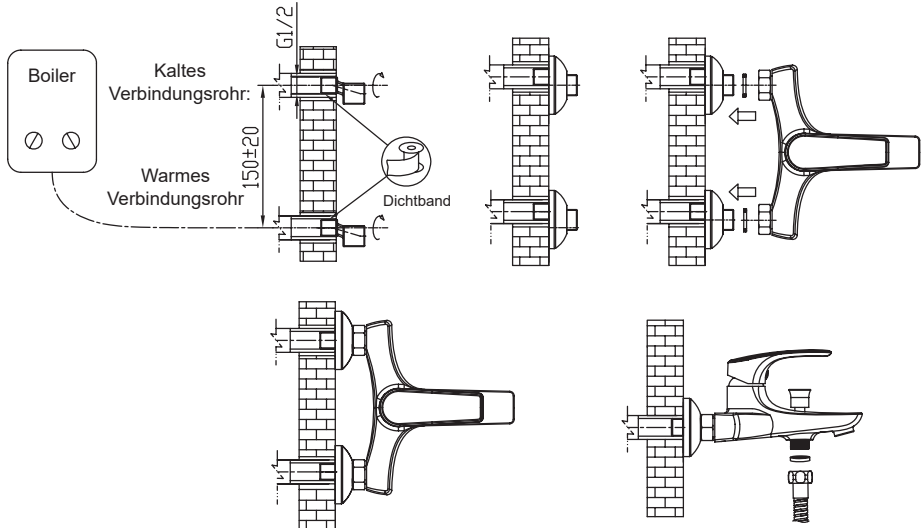 Boiler
Kaltes
Verbindungsrohr:
Warmes
Verbindungsrohr
G1/2
150±20
Dichtband